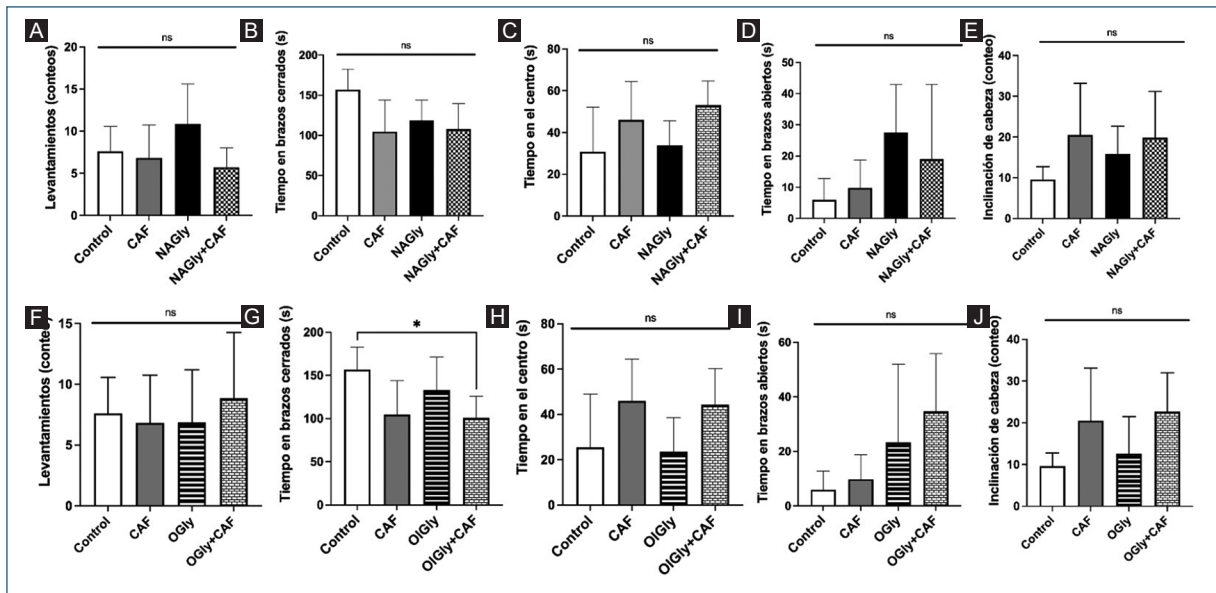 A
Levantamientos (conteos)
ns
20
15
10
5
0
Control
CAF
NAGly
NAGly+CAF
B
Tiempo en brazos cerrados (s)
ns
200
150
100
50
0
Control
CAF
NAGly
NAGly+CAF
C
Tiempo en el centro (s)
ns
80
60
40
20
0
Control
CAF
NAGly
NAGly+CAF
D
Tiempo en brazos abiertos (s)
ns
50
40
30
20
10
0
Control
CAF
NAGly
NAGly+CAF
E
Inclinación de cabeza (conteo)
ns
40
30
20
10
0
Control
CAF
NAGly
NAGly+CAF
F
Levantamientos (conteo)
ns
15
10
5
0
Control
CAF
OGly
OGly+CAF
G
Tiempo en brazos cerrados (s)
*
200
150
100
50
0
Control
CAF
OlGly
OlGly+CAF
H
Tiempo en el centro (s)
ns
80
60
40
20
0
Control
CAF
OlGly
OlGly+CAF
I
Tiempo en brazos abiertos (s)
ns
60
40
20
0
Control
CAF
OGly
OGly+CAF
J
Inclinación de cabeza (conteo)
ns
40
30
20
10
0
Control
CAF
OGly
OGly+CAF